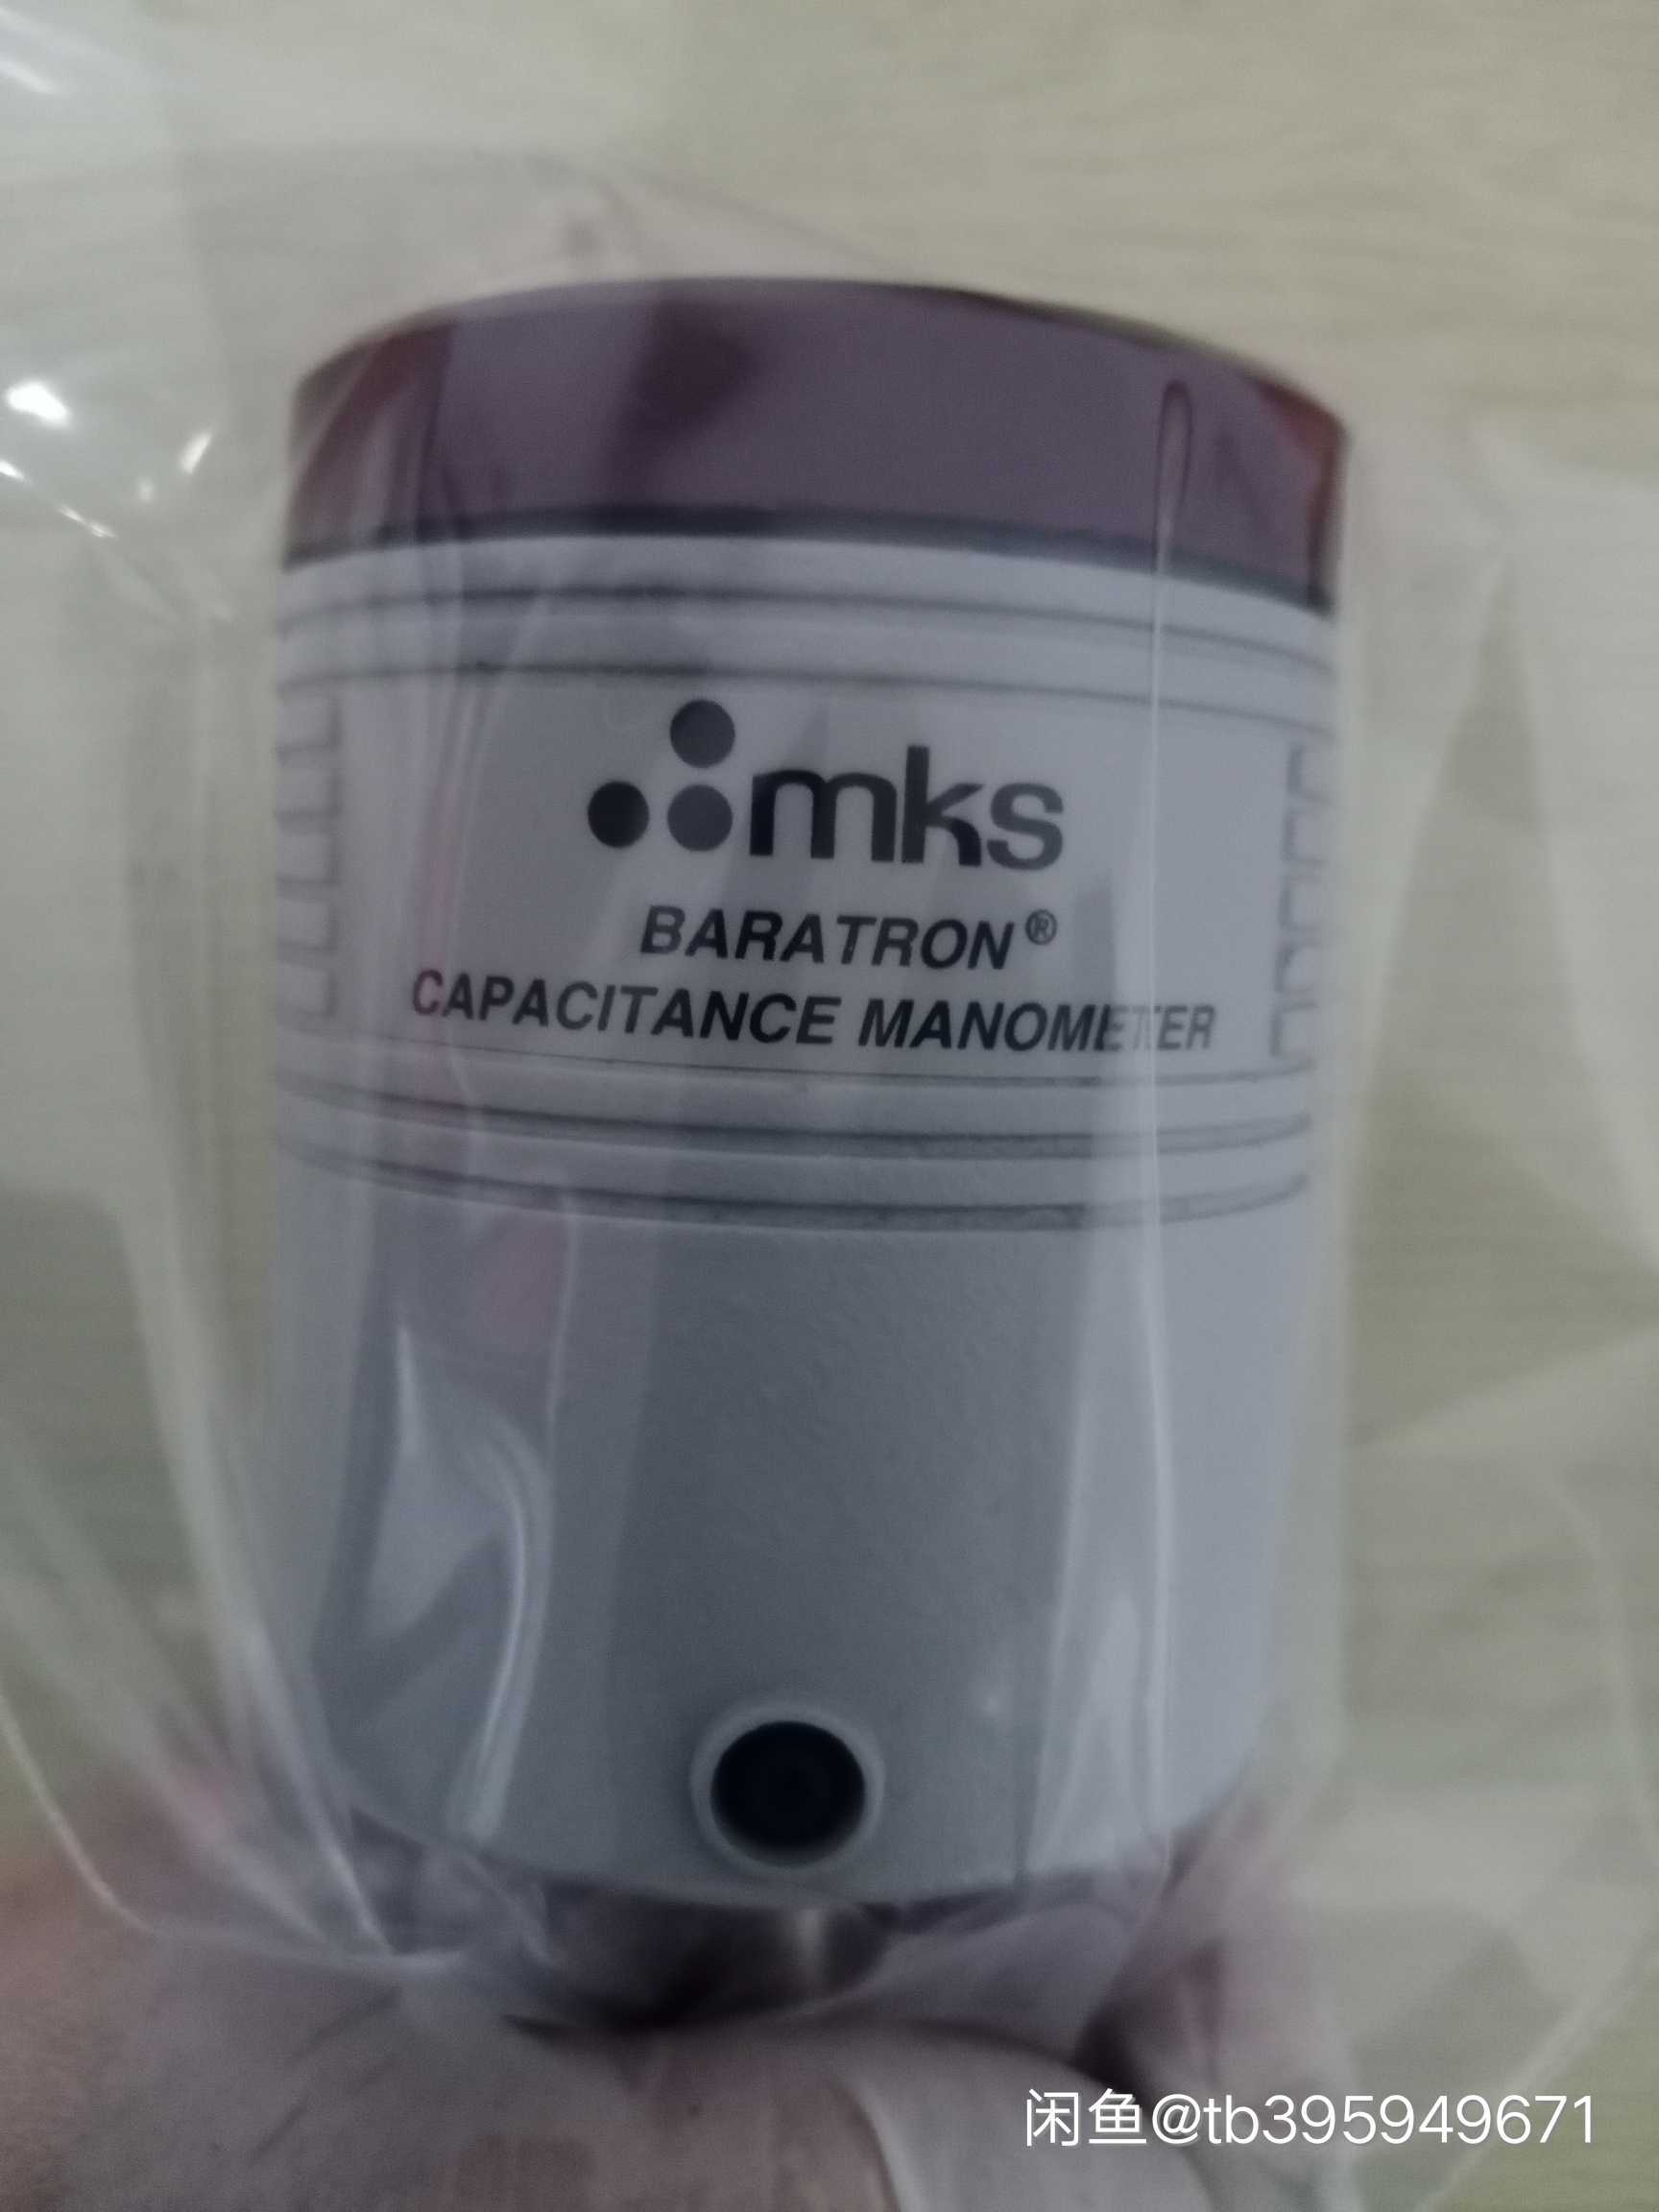 mks
BARATRON®
CAPACITANCE MANOMETER
闲鱼@tb395949671